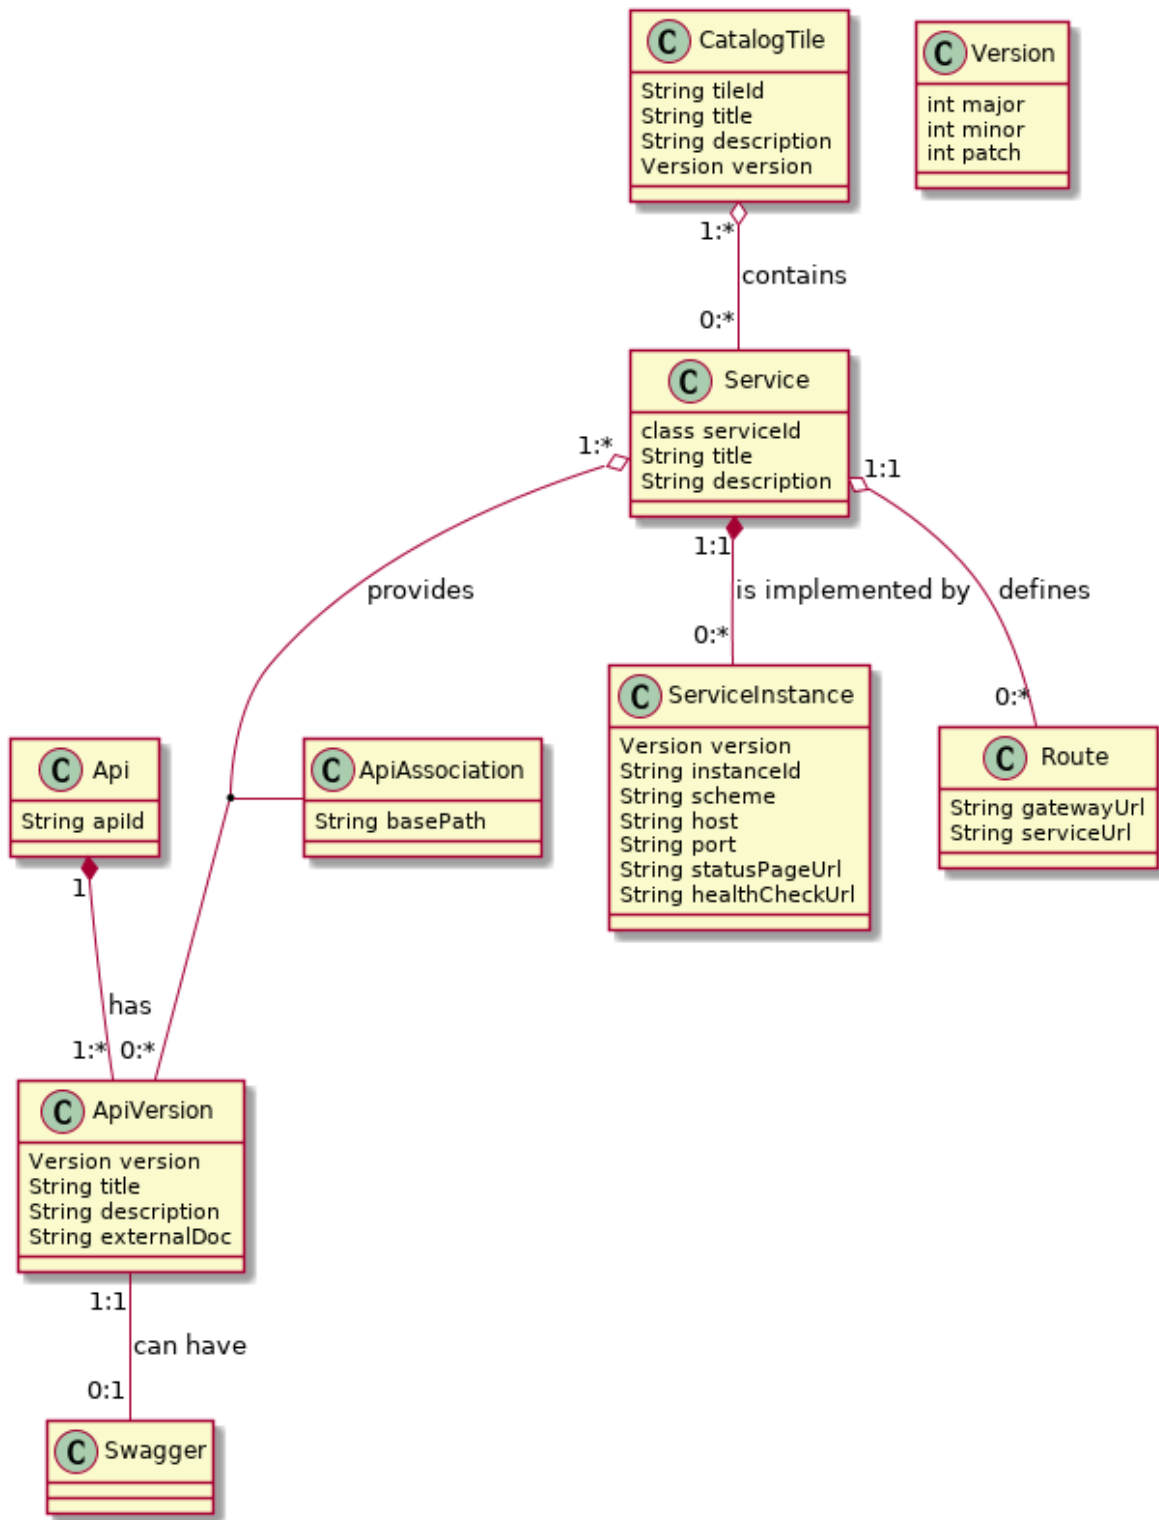 C CatalogTile
String tileId
String title
String description
Version version
C Version
int major
int minor
int patch
1:*
contains
0:*
C Service
class serviceId
String title
String description
1:*
1:1
1:1
provides
is implemented by
defines
0:*
0:*
C Api
String apiId
C ApiAssociation
String basePath
C ServiceInstance
Version version
String instanceId
String scheme
String host
String port
String statusPageUrl
String healthCheckUrl
C Route
String gatewayUrl
String serviceUrl
1
has
1:*
0:*
C ApiVersion
Version version
String title
String description
String externalDoc
1:1
can have
0:1
C Swagger